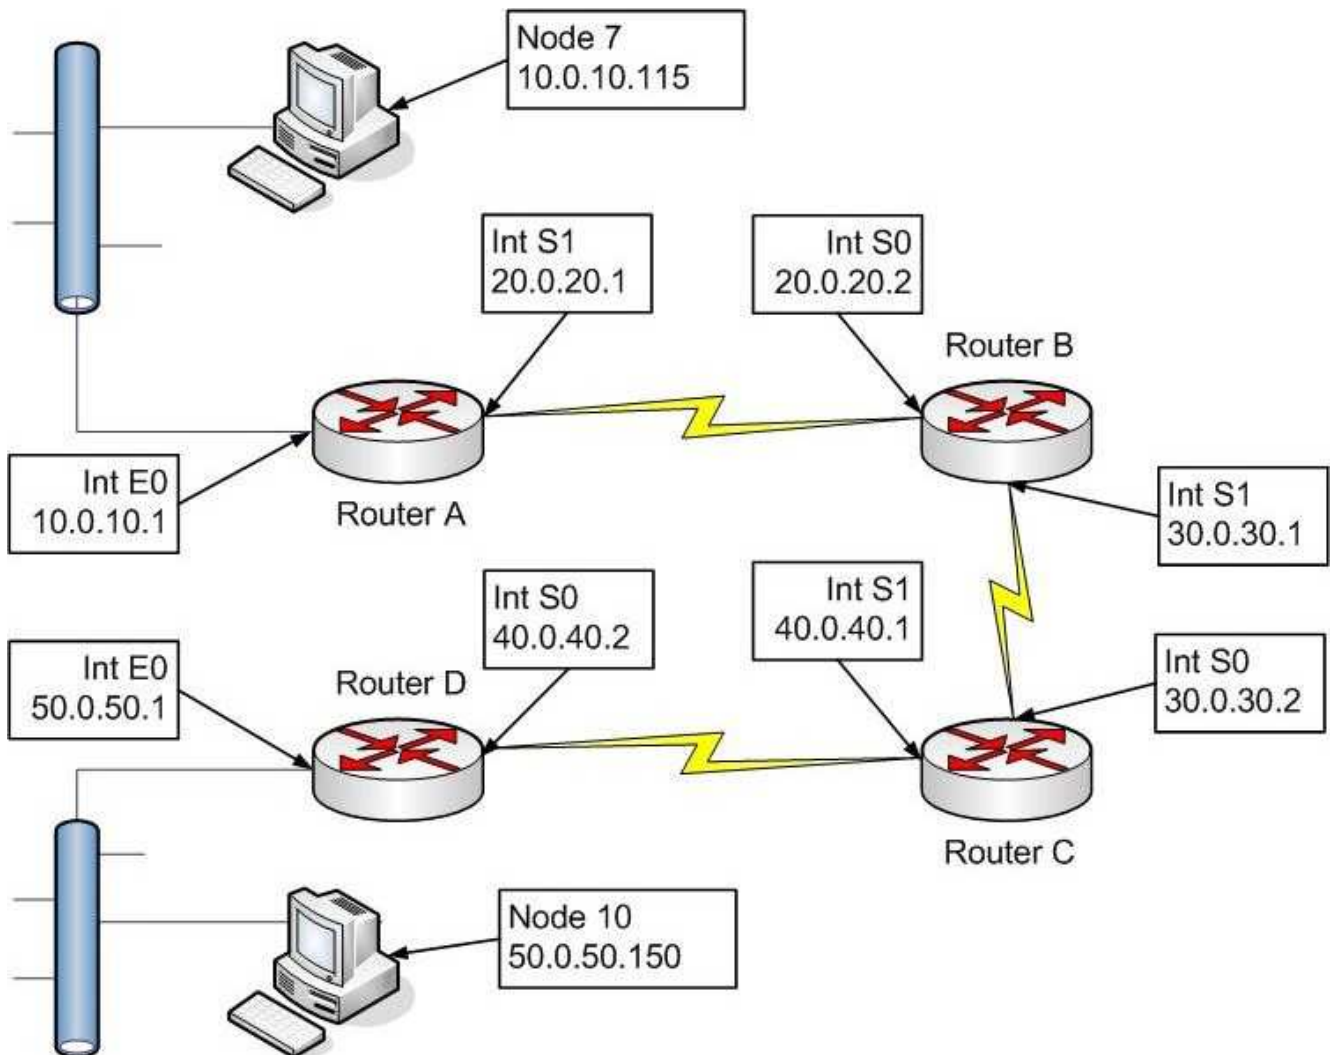 Node 7
10.0.10.115
Int S1
20.0.20.1
Int S0
20.0.20.2
Router B
Int E0
10.0.10.1
Router A
Int S1
30.0.30.1
Int S0
40.0.40.2
Int S1
40.0.40.1
Int E0
50.0.50.1
Router D
Int S0
30.0.30.2
Router C
Node 10
50.0.50.150